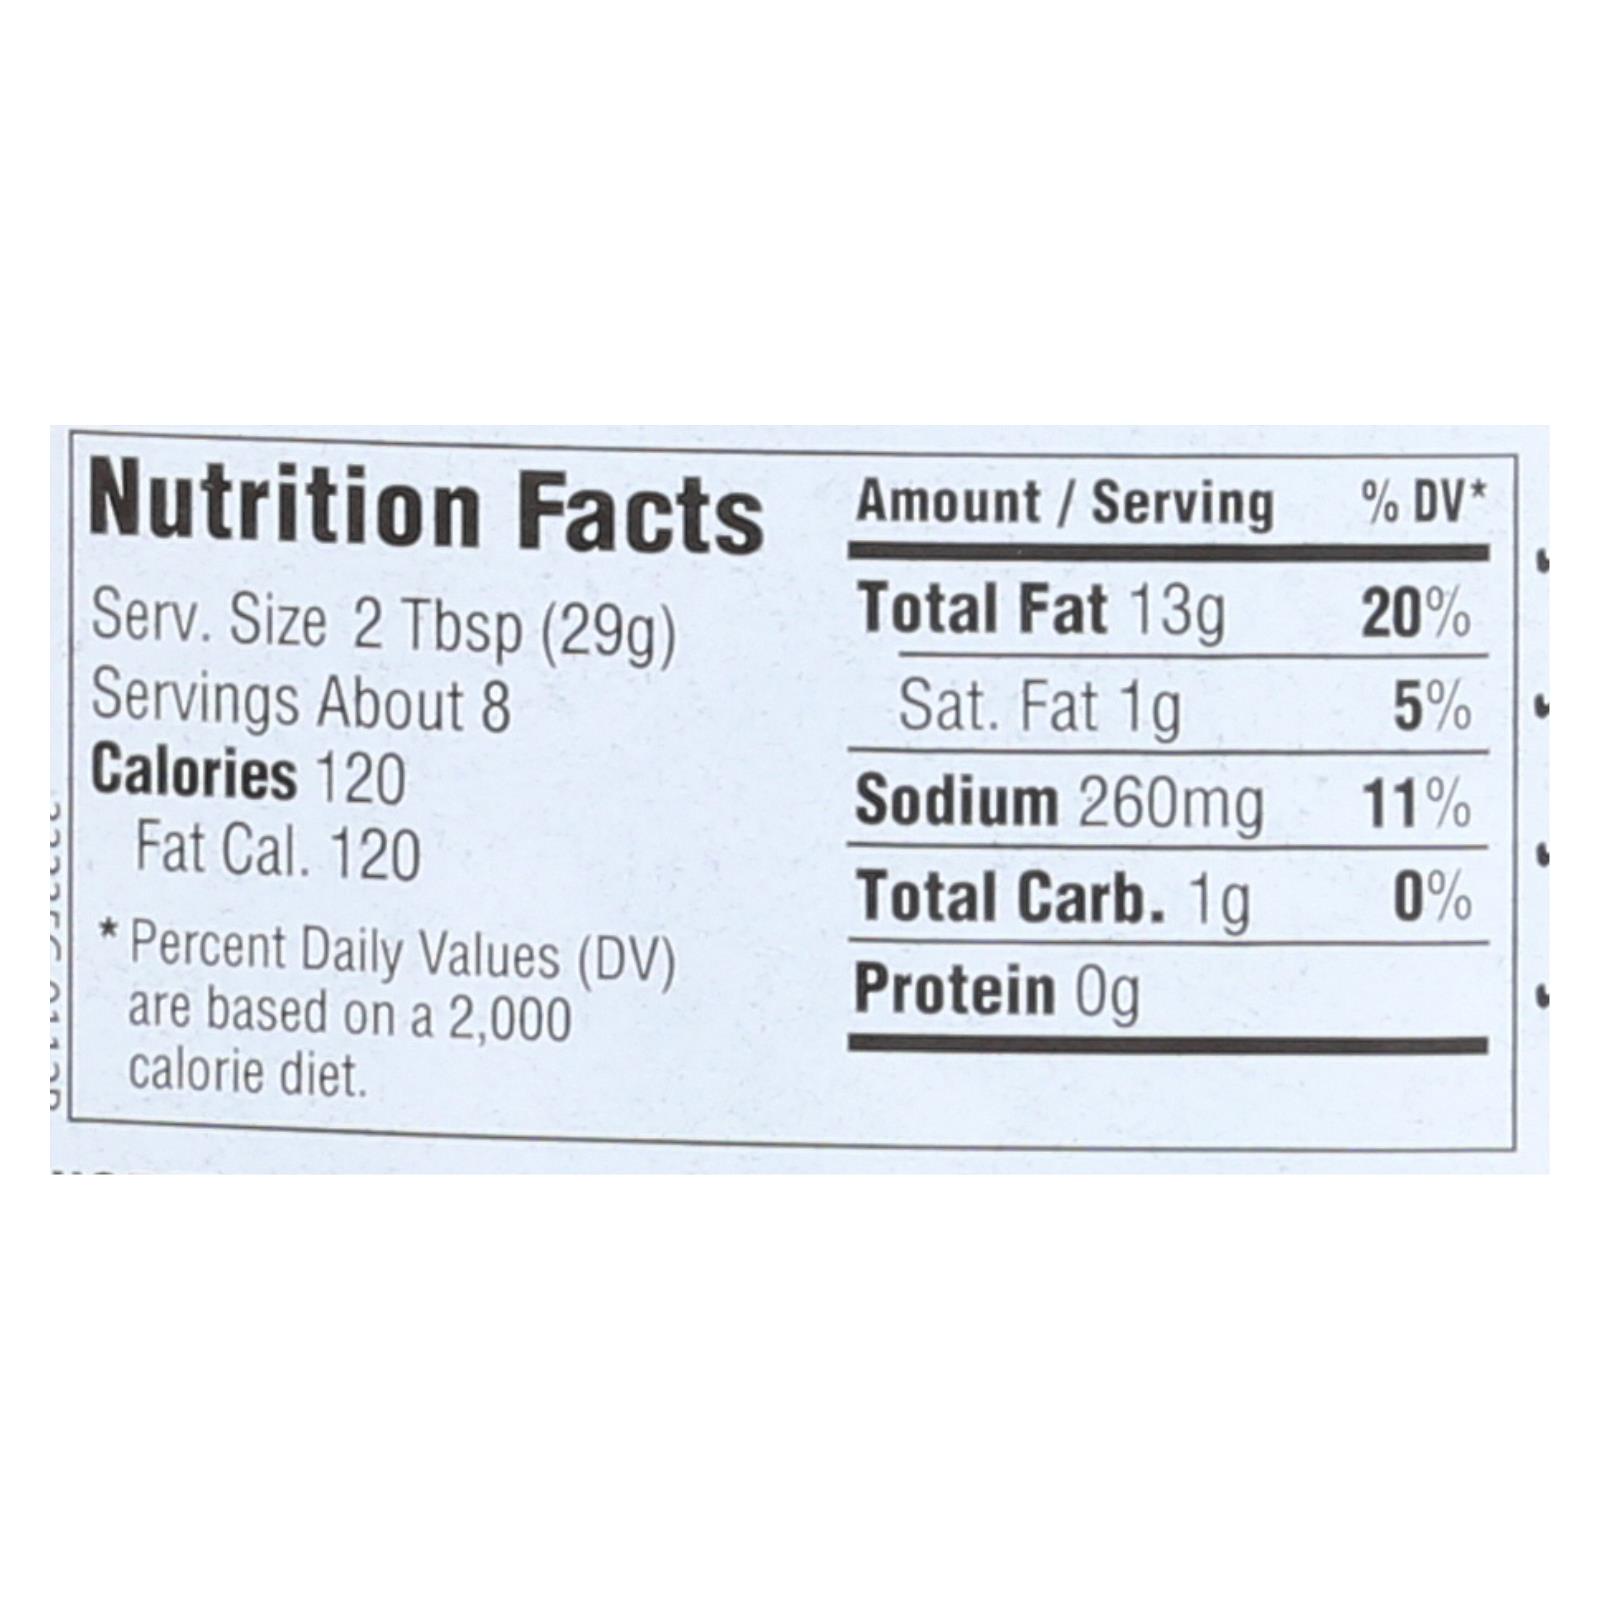 Nutrition Facts
Serv. Size 2 Tbsp (29g)
Servings About 8
Calories 120
Fat Cal. 120
* Percent Daily Values (DV)
are based on a 2,000
calorie diet.
Amount / Serving % DV*
Total Fat 13g 20%
Sat. Fat 1g 5%
Sodium 260mg 11%
Total Carb. 1g 0%
Protein 0g